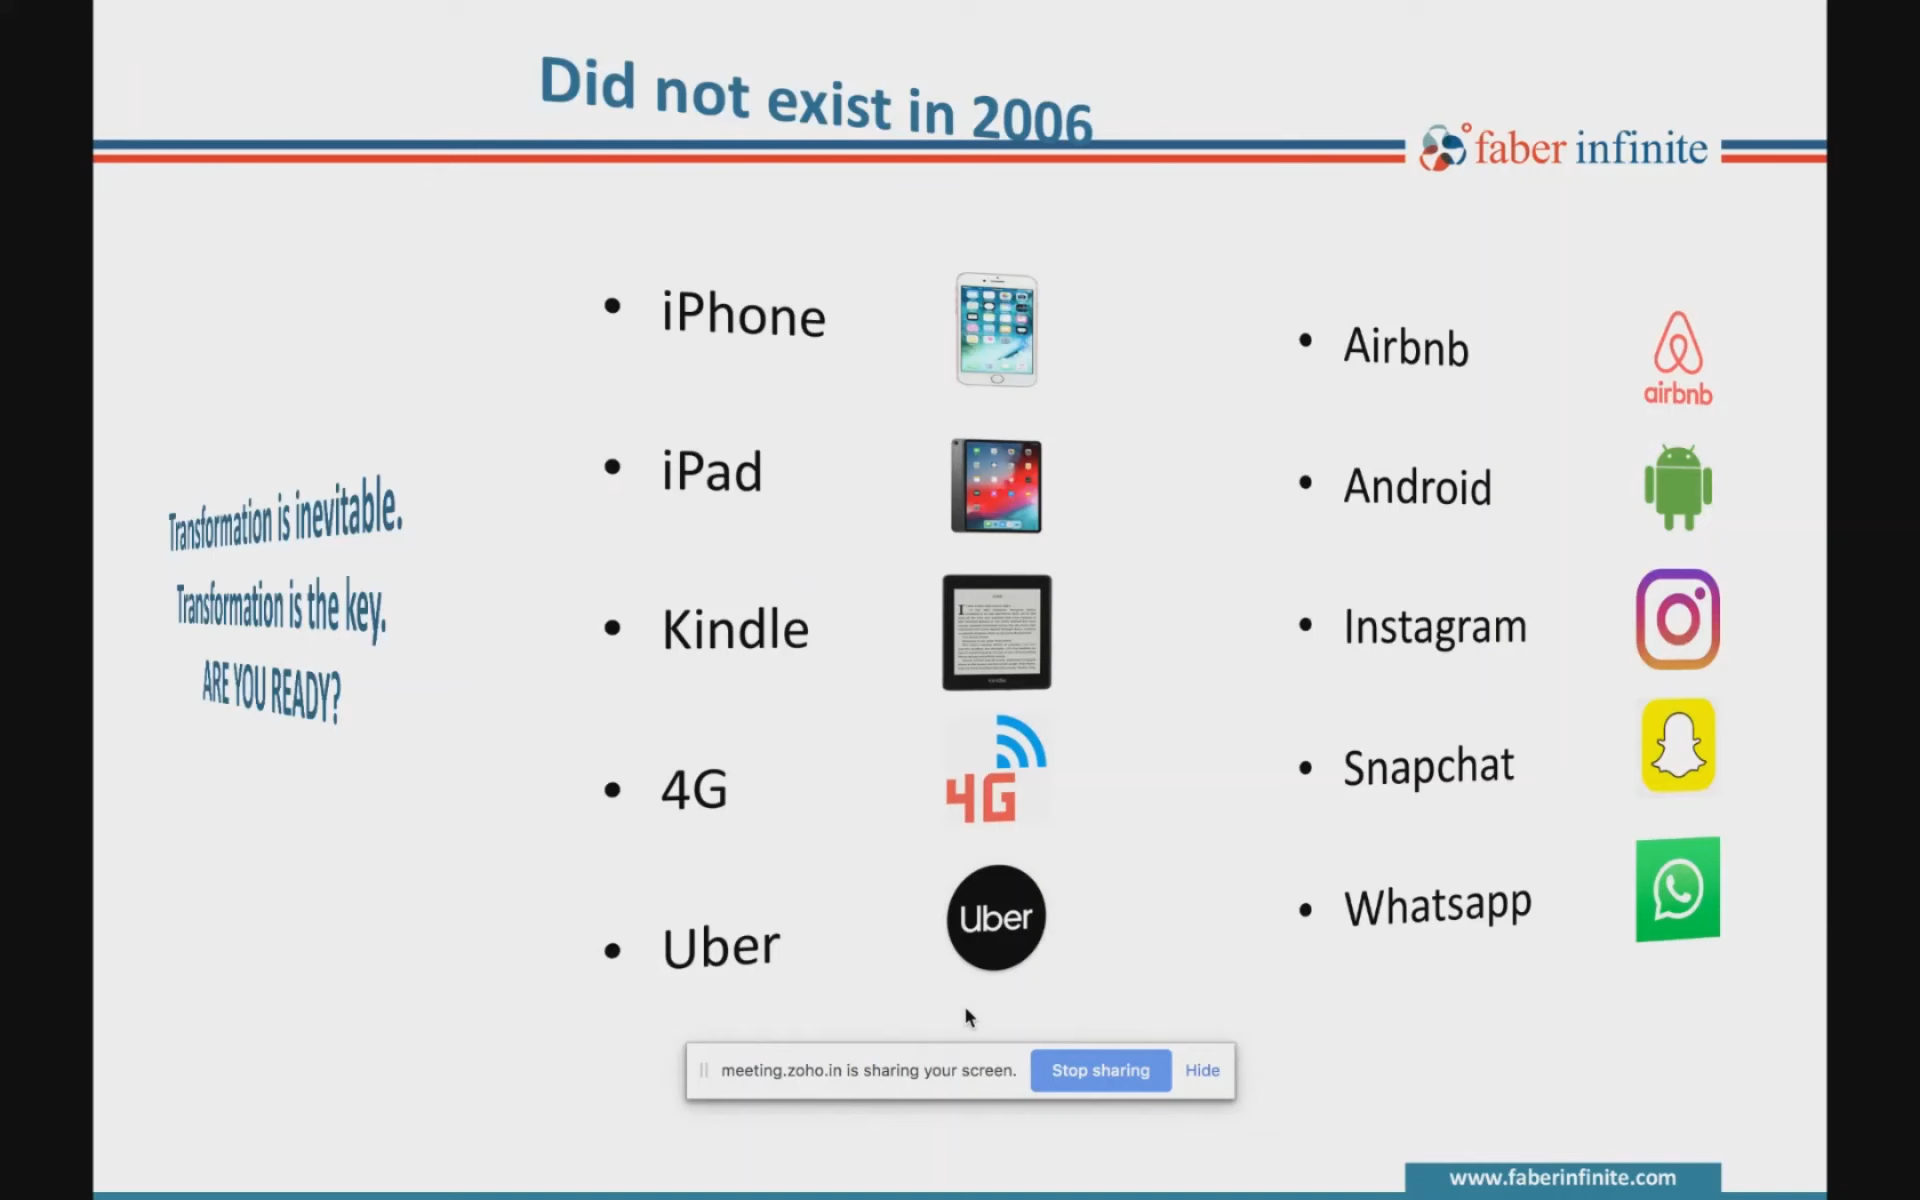 Did not exist in 2006
faber infinite
Transformation is inevitable.
Transformation is the key.
ARE YOU READY?
• iPhone
• iPad
• Kindle
• 4G
4G
• Uber
Uber
• Airbnb
airbnb
• Android
• Instagram
• Snapchat
• Whatsapp
meeting.zoho.in is sharing your screen.
Stop sharing
Hide
www.faberinfinite.com